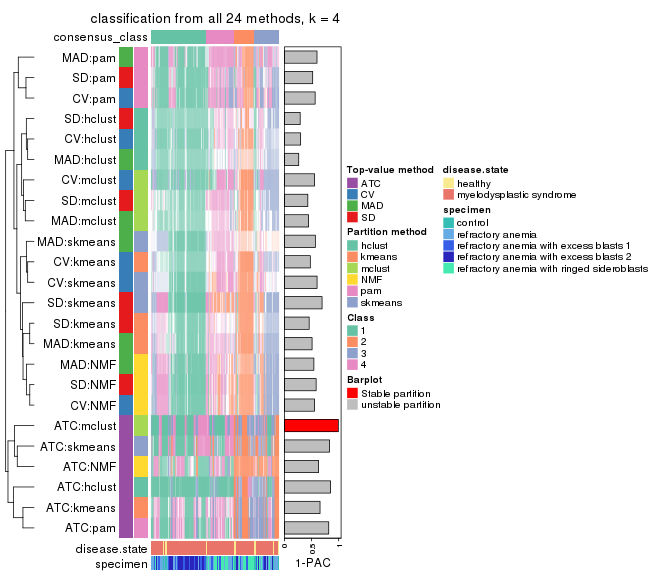 classification from all 24 methods, k = 4
consensus_class
MAD:pam
SD:pam
CV:pam
SD:hclust
CV:hclust
MAD:hclust
CV:mclust
SD:mclust
MAD:mclust
MAD:skmeans
CV:kmeans
CV:skmeans
SD:skmeans
SD:kmeans
MAD:kmeans
MAD:NMF
SD:NMF
CV:NMF
ATC:mclust
ATC:skmeans
ATC:NMF
ATC:hclust
ATC:kmeans
ATC:pam
disease.state
specimen
0
0.5
1
1-PAC
Top-value method
ATC
CV
MAD
SD
Partition method
hclust
kmeans
mclust
NMF
pam
skmeans
Class
1
2
3
4
Barplot
Stable partition
unstable partition
disease.state
healthy
myelodysplastic syndrome
specimen
control
refractory anemia
refractory anemia with excess blasts 1
refractory anemia with excess blasts 2
refractory anemia with ringed sideroblasts